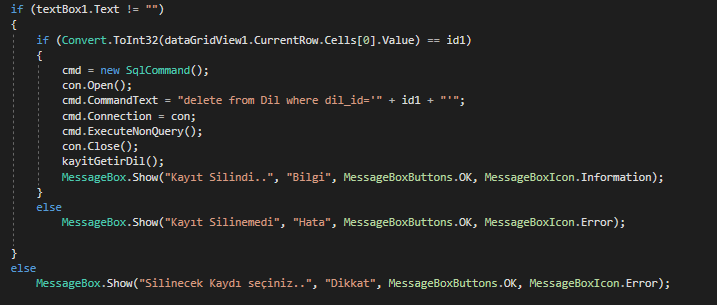 if (textBox1.Text != "")
{
if (Convert.ToInt32(dataGridView1.CurrentRow.Cells[0].Value) == id1)
{
cmd = new SqlCommand();
con.Open();
cmd.CommandText = "delete from Dil where dil_id='" + id1 + "'";
cmd.Connection = con;
cmd.ExecuteNonQuery();
con.Close();
kayitGetirDil();
MessageBox.Show("Kayıt Silindi..", "Bilgi", MessageBoxButtons.OK, MessageBoxIcon.Information);
}
else
MessageBox.Show("Kayıt Silinemedi", "Hata", MessageBoxButtons.OK, MessageBoxIcon.Error);
}
else
MessageBox.Show("Silinecek Kaydı seçiniz..", "Dikkat", MessageBoxButtons.OK, MessageBoxIcon.Error);